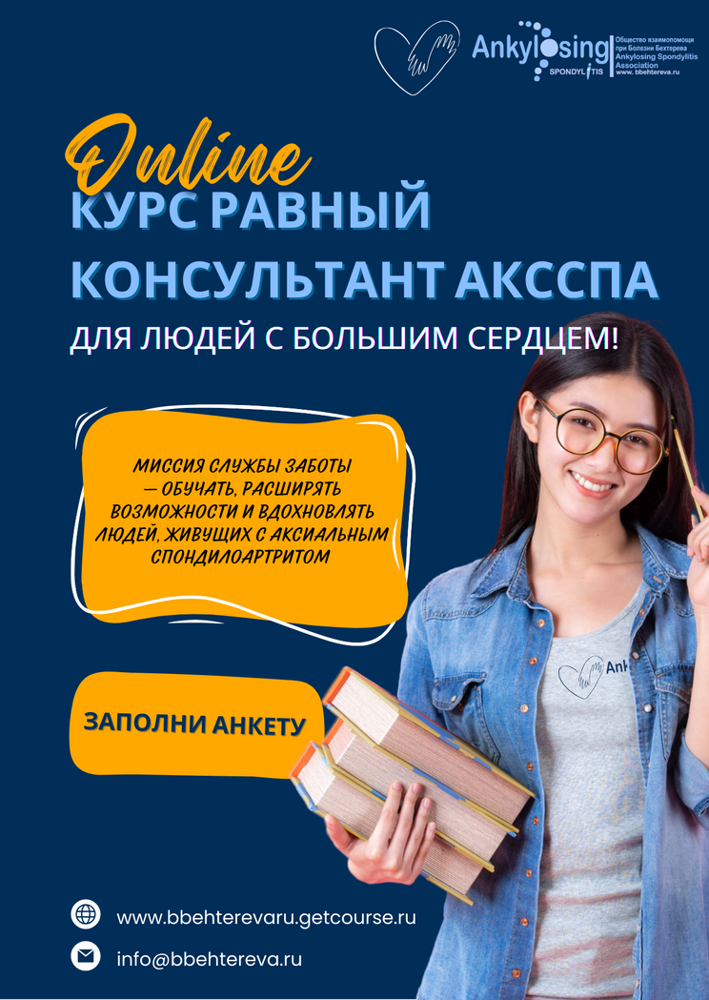 Ankylosing
SPONDYLITIS
Общество взаимопомощи
при Болезни Бехтерева
Ankylosing Spondylitis
Association
www. bbehtereva.ru
Online
КУРС РАВНЫЙ
КОНСУЛЬТАНТ АКССПА
ДЛЯ ЛЮДЕЙ С БОЛЬШИМ СЕРДЦЕМ!
МИССИЯ СЛУЖБЫ ЗАБОТЫ
– ОБУЧАТЬ, РАСШИРЯТЬ
ВОЗМОЖНОСТИ И ВДОХНОВЛЯТЬ
ЛЮДЕЙ, ЖИВУЩИХ С АКСИАЛЬНЫМ
СПОНДИЛОАРТРИТОМ
Ank
ЗАПОЛНИ АНКЕТУ
www.bbehterevaru.getcourse.ru
info@bbehtereva.ru